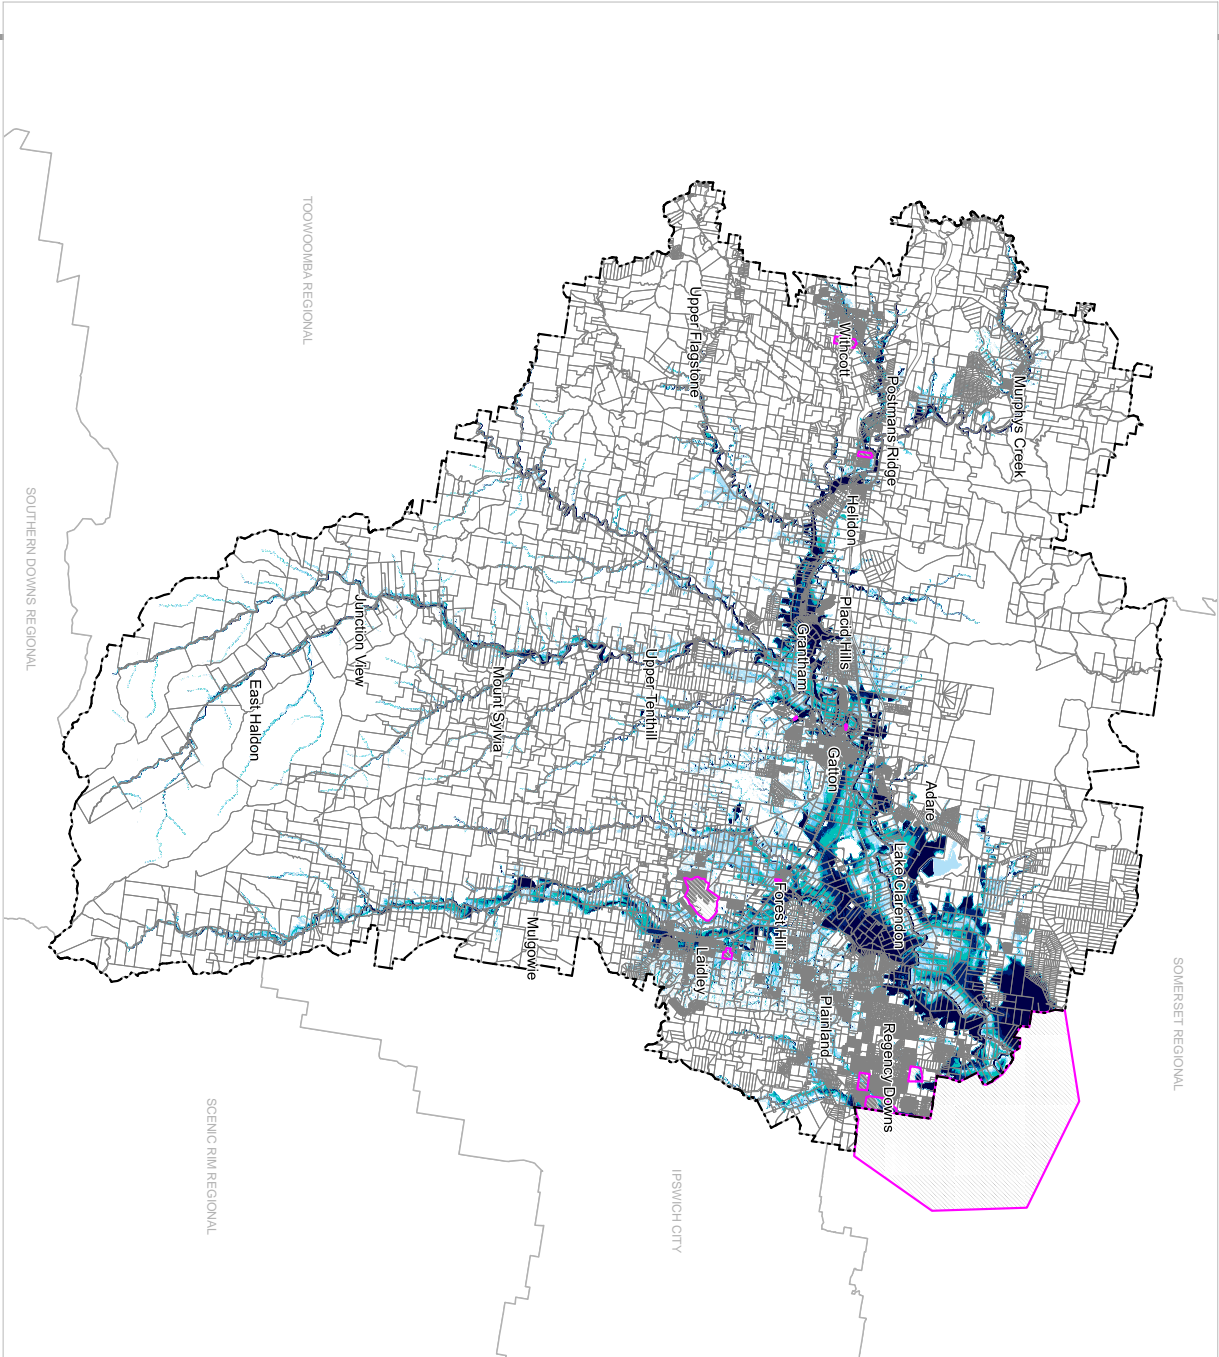 SOMERSET REGIONAL
Murphys Creek
Adare
Postmans Ridge
Lake Clarendon
Regency Downs
Withcott
Helidon
Placid Hills
Grantham
Gatton
Plainland
Forest Hill
Upper Flagstone
Laidley
IPSWICH CITY
Upper Tenthill
Mulgowie
Mount Sylvia
Junction View
TOOWOOMBA REGIONAL
East Haldon
SCENIC RIM REGIONAL
SOUTHERN DOWNS REGIONAL